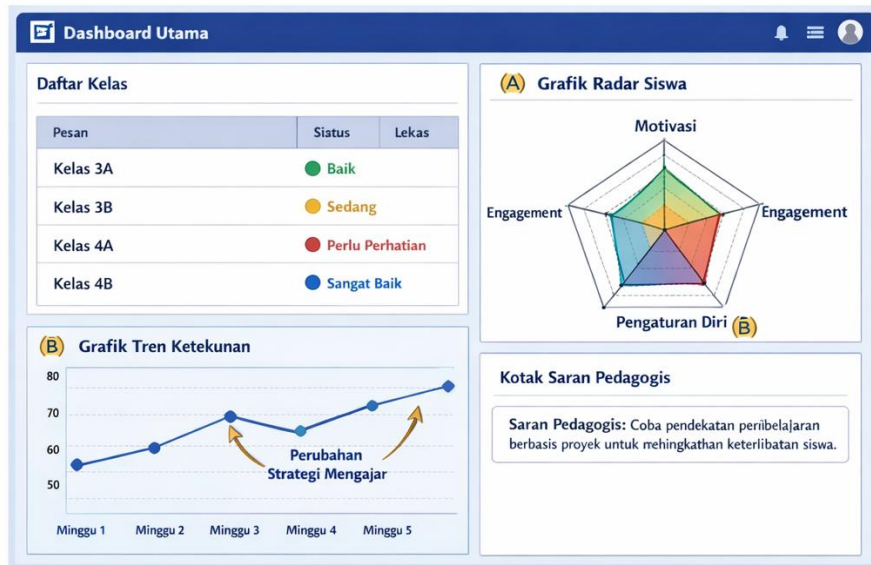 Dashboard Utama
Daftar Kelas
Pesan Siatus Lekas
Kelas 3A Baik
Kelas 3B Sedang
Kelas 4A Perlu Perhatian
Kelas 4B Sangat Baik
(A) Grafik Radar Siswa
Motivasi
Engagement Engagement
Pengaturan Diri (B)
(B) Grafik Tren Ketekunan
80
70
60
50
Perubahan
Strategi Mengajar
Minggu 1 Minggu 2 Minggu 3 Minggu 4 Minggu 5
Kotak Saran Pedagogis
Saran Pedagogis: Coba pendekatan
berbasis proyek untuk keterlibatan siswa.